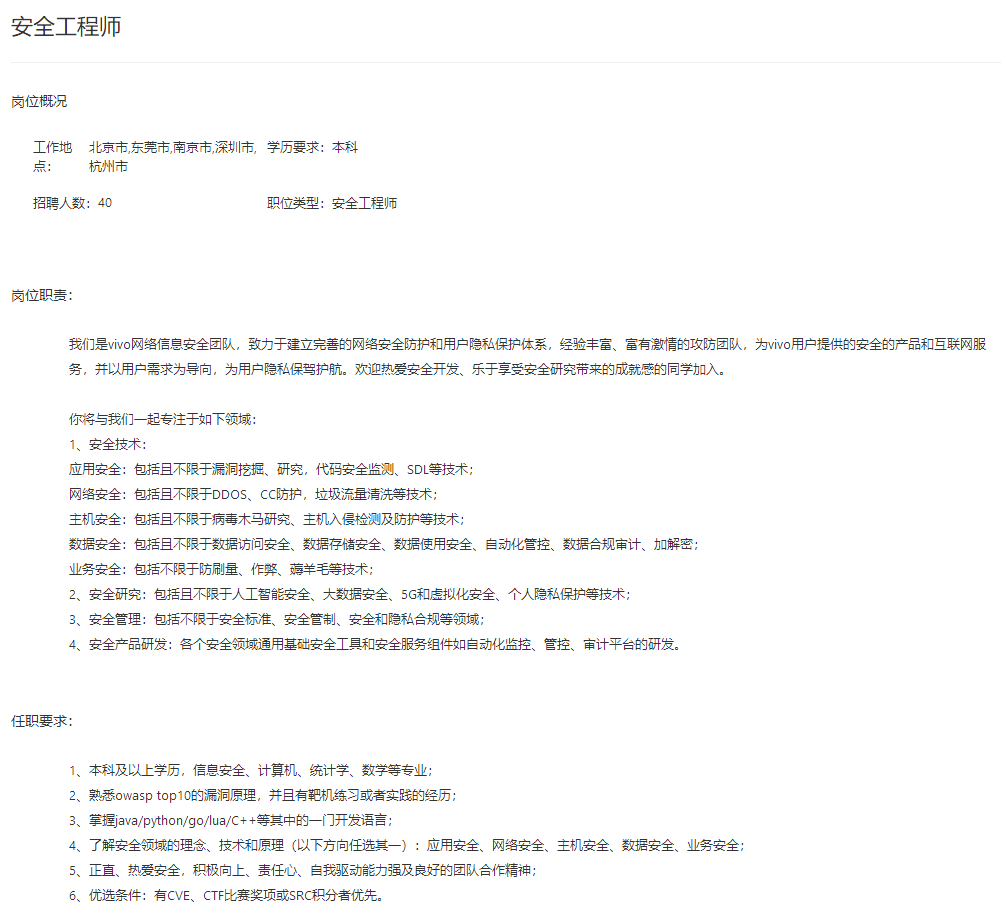 安全工程师
岗位概况
工作地点： 北京市,东莞市,南京市,深圳市,杭州市 学历要求：本科
招聘人数：40 职位类型：安全工程师
岗位职责：
我们是vivo网络信息安全团队，致力于建立完善的网络安全防护和用户隐私保护体系，经验丰富、富有激情的攻防团队，为vivo用户提供的安全的产品和互联网服
务，并以用户需求为导向，为用户隐私保驾护航。欢迎热爱安全开发、乐于享受安全研究带来的成就感的同学加入。
你将与我们一起专注于如下领域：
1、安全技术：
应用安全：包括且不限于漏洞挖掘、研究，代码安全监测、SDL等技术；
网络安全：包括且不限于DDOS、CC防护，垃圾流量清洗等技术；
主机安全：包括且不限于病毒木马研究、主机入侵检测及防护等技术；
数据安全：包括且不限于数据访问安全、数据存储安全、数据使用安全、自动化管控、数据合规审计、加解密；
业务安全：包括不限于防刷量、作弊、薅羊毛等技术；
2、安全研究：包括且不限于人工智能安全、大数据安全、5G和虚拟化安全、个人隐私保护等技术；
3、安全管理：包括不限于安全标准、安全管制、安全和隐私合规等领域；
4、安全产品研发：各个安全领域通用基础安全工具和安全服务组件如自动化监控、管控、审计平台的研发。
任职要求：
1、本科及以上学历，信息安全、计算机、统计学、数学等专业；
2、熟悉owasp top10的漏洞原理，并且有靶机练习或者实践的经历；
3、掌握java/python/go/lua/C++等其中的一门开发语言；
4、了解安全领域的理念、技术和原理（以下方向任选其一）：应用安全、网络安全、主机安全、数据安全、业务安全；
5、正直、热爱安全，积极向上、责任心、自我驱动能力强及良好的团队合作精神；
6、优选条件：有CVE、CTF比赛奖项或SRC积分者优先。